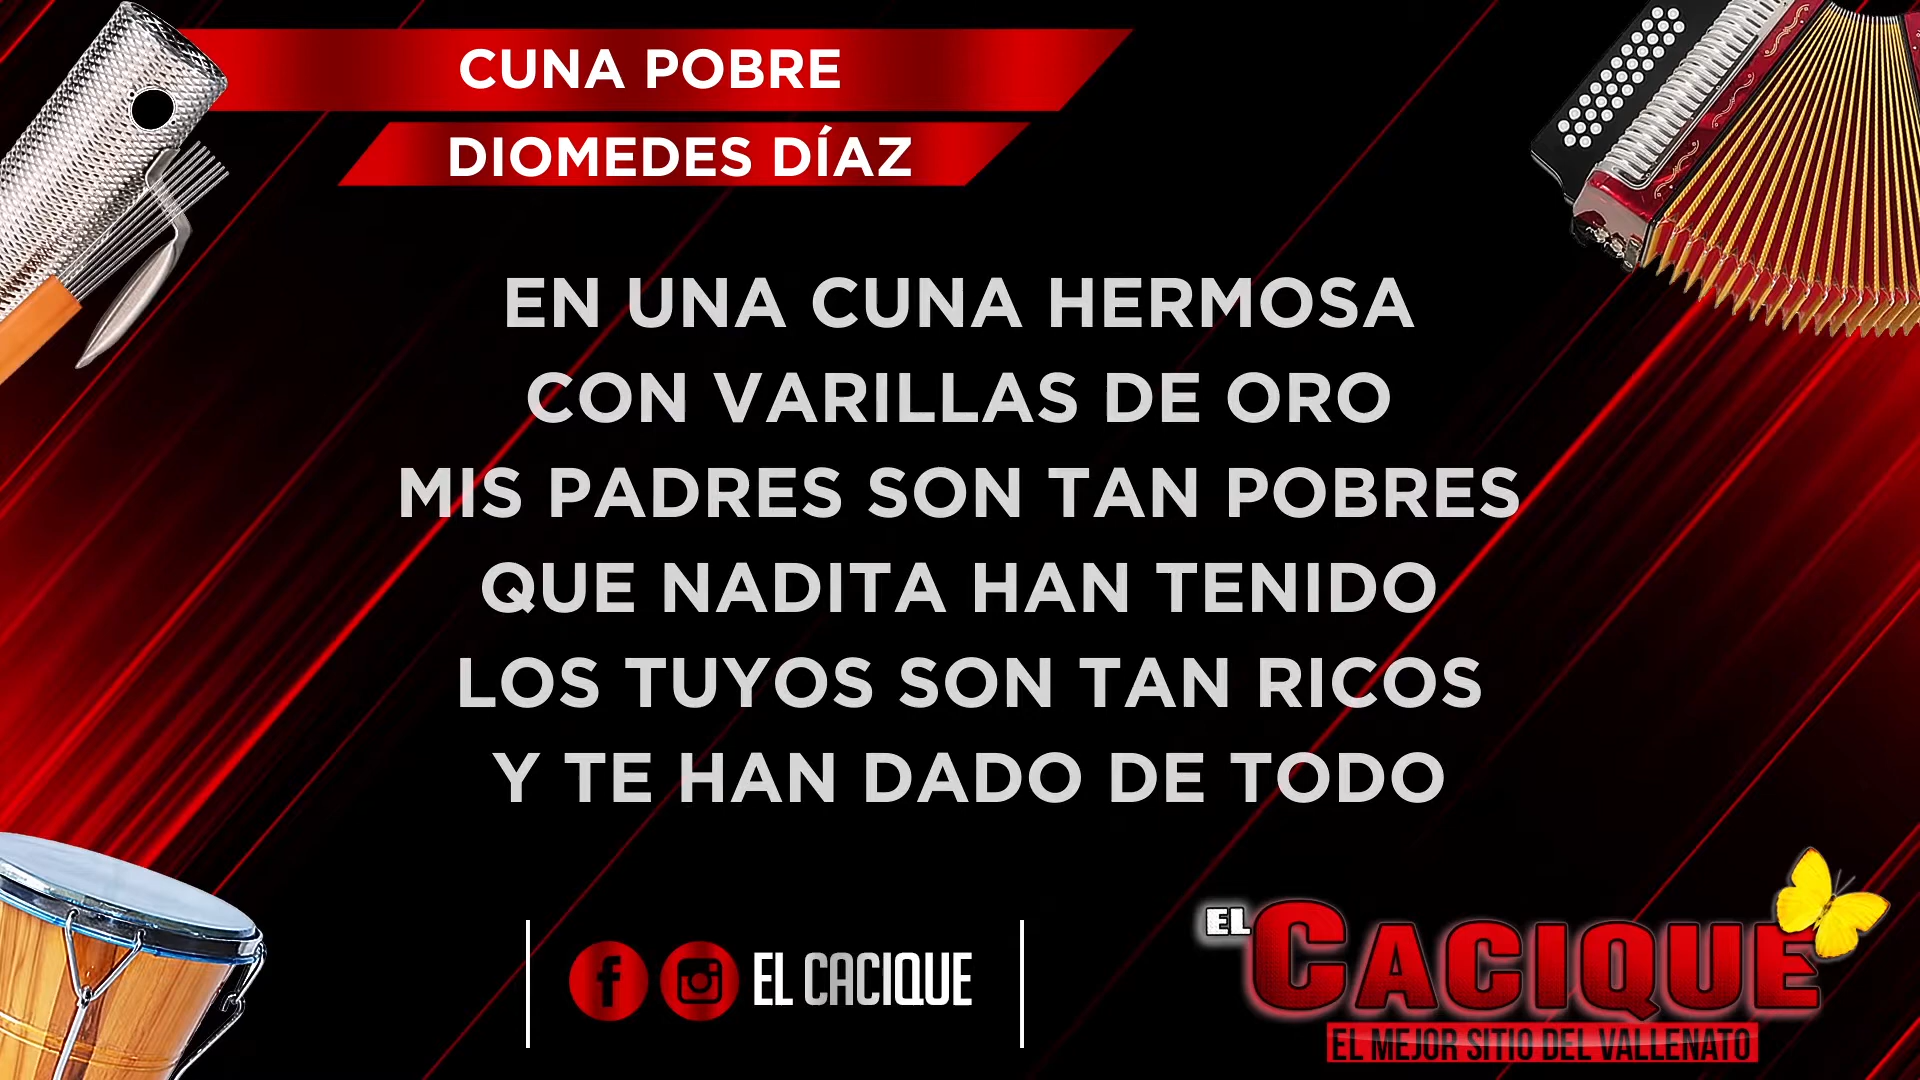 CUNA POBRE
DIOMEDES DÍAZ
EN UNA CUNA HERMOSA
CON VARILLAS DE ORO
MIS PADRES SON TAN POBRES
QUE NADITA HAN TENIDO
LOS TUYOS SON TAN RICOS
Y TE HAN DADO DE TODO
EL CACIQUE
EL CACIQUE
EL MEJOR SITIO DEL VALLENATO